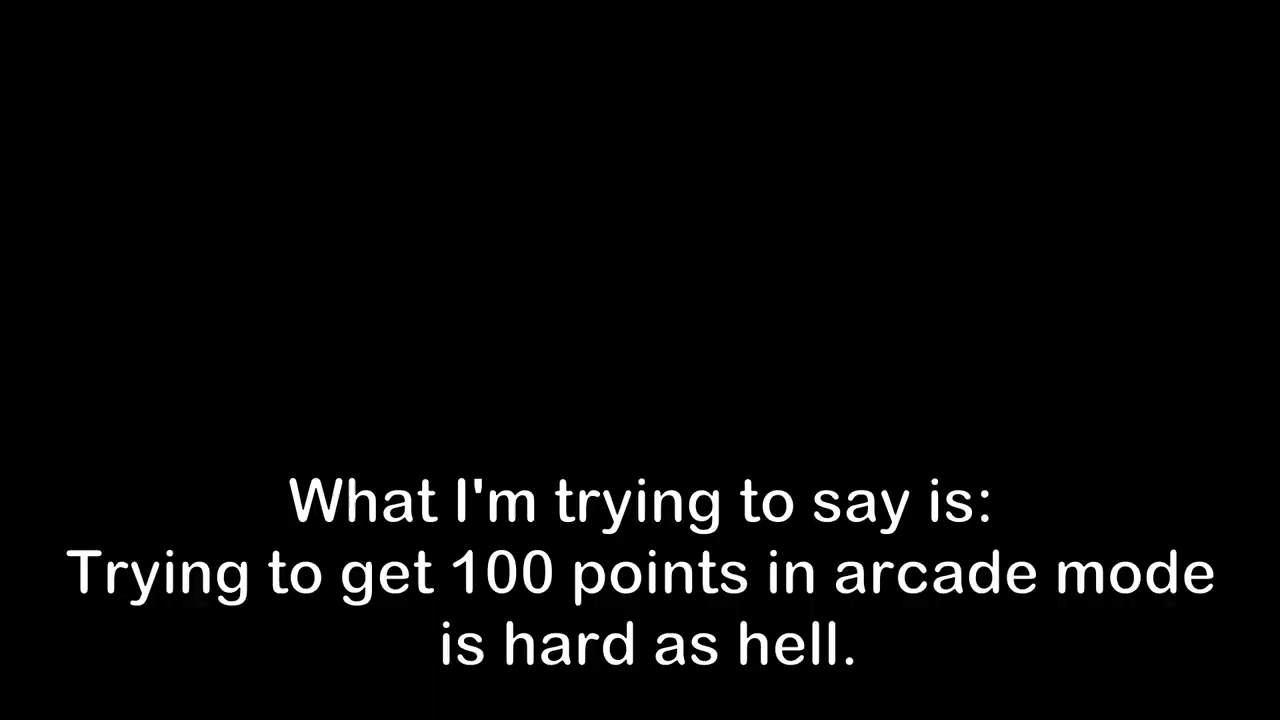 What I'm trying to say is:
Trying to get 100 points in arcade mode
is hard as hell.